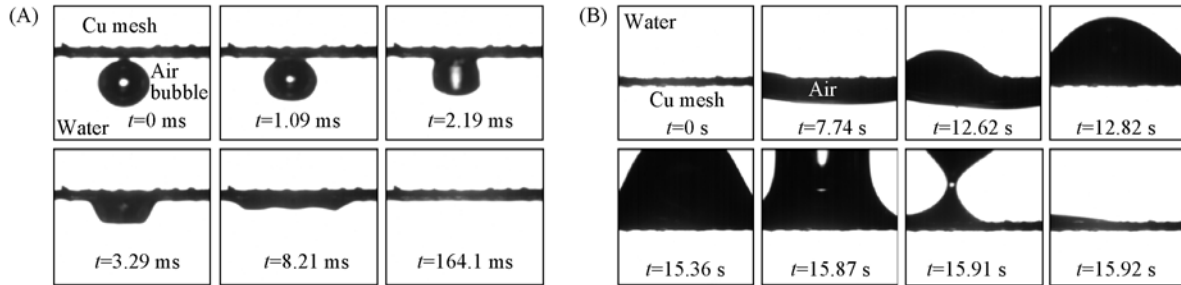 (A)
Cu mesh
Air
bubble
Water
t=0 ms
t=1.09 ms
t=2.19 ms
t=3.29 ms
t=8.21 ms
t=164.1 ms
(B)
Water
Cu mesh
t=0 s
Air
t=7.74 s
t=12.62 s
t=12.82 s
t=15.36 s
t=15.87 s
t=15.91 s
t=15.92 s